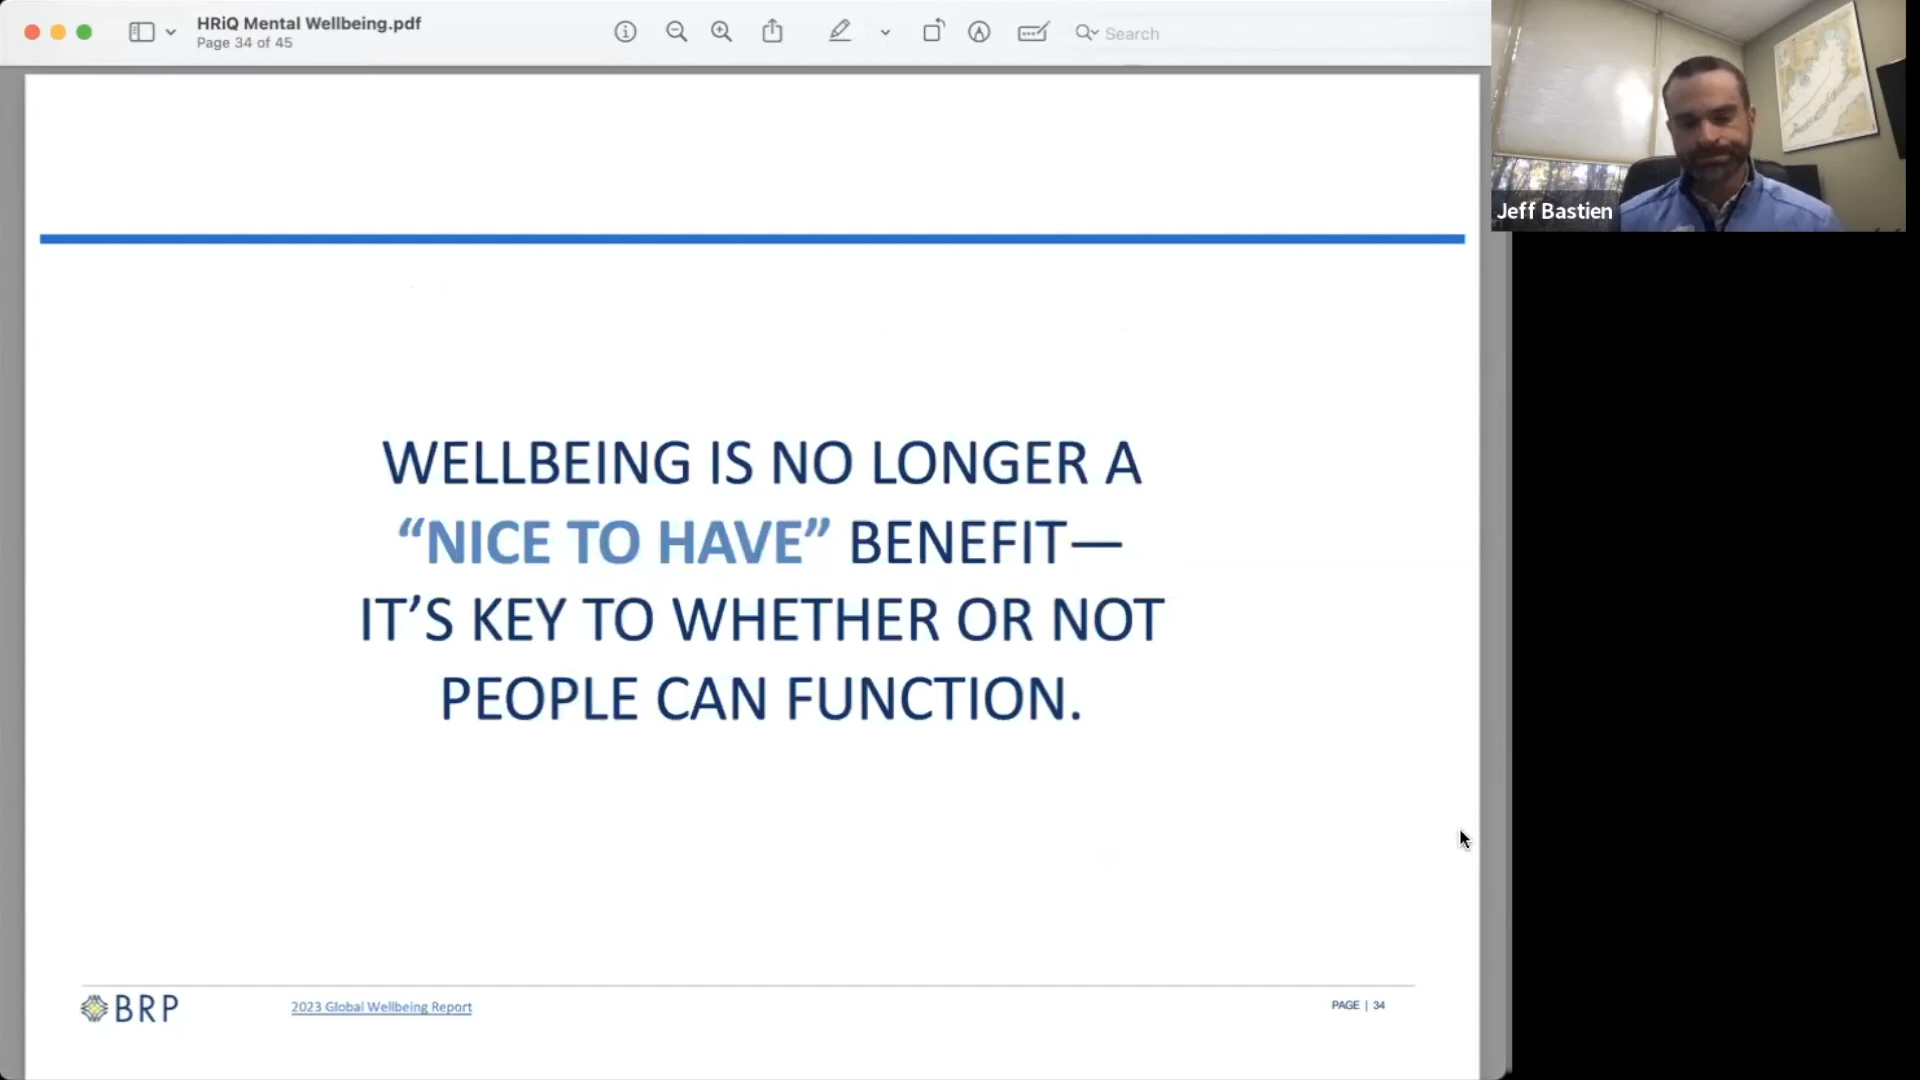 HRiQ Mental Wellbeing.pdf
Page 34 of 45
Search
Jeff Bastien
WELLBEING IS NO LONGER A
“NICE TO HAVE” BENEFIT—
IT’S KEY TO WHETHER OR NOT
PEOPLE CAN FUNCTION.
BRP
2023 Global Wellbeing Report
PAGE | 34